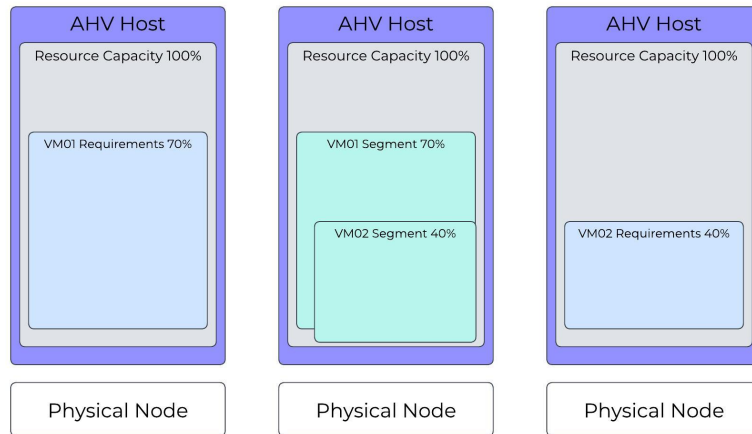 AHV Host
Resource Capacity 100%
VM01 Requirements 70%
Physical Node
AHV Host
Resource Capacity 100%
VM01 Segment 70%
VM02 Segment 40%
Physical Node
AHV Host
Resource Capacity 100%
VM02 Requirements 40%
Physical Node